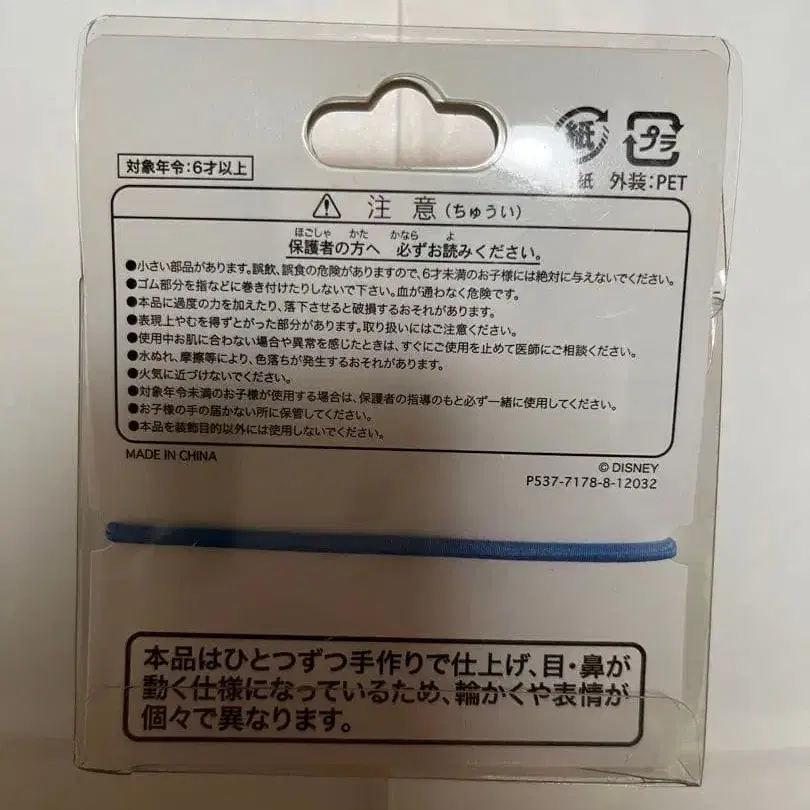 紙 プラ
対象年令:6才以上
紙 外装:PET
注 意(ちゅうい)
ほごしゃ かた かなら よ
保護者の方へ 必ずお読みください。
●小さい部品があります。誤飲、誤食の危険がありますので、6才未満のお子様には絶対に与えないでください。
●ゴム部分を指などに巻き付けたりしないで下さい。血が通わなく危険です。
●本品に過度の力を加えたり、落下させると破損するおそれがあります。
●表現上やむを得ずとがった部分があります。取り扱いにはご注意ください。
●使用中お肌に合わない場合や異常を感じたときは、すぐにご使用を止めて医師にご相談ください。
●水ぬれ、摩擦等により、色落ちが発生するおそれがあります。
●火気に近づけないでください。
●対象年令未満のお子様が使用する場合は、保護者の指導のもと必ず一緒に使用してください。
●お子様の手の届かない所に保管してください。
●本品を装飾目的以外には使用しないでください。
MADE IN CHINA
© DISNEY
P537-7178-8-12032
本品はひとつずつ手作りで仕上げ、目・鼻が
動く仕様になっているため、輪かくや表情が
個々で異なります。